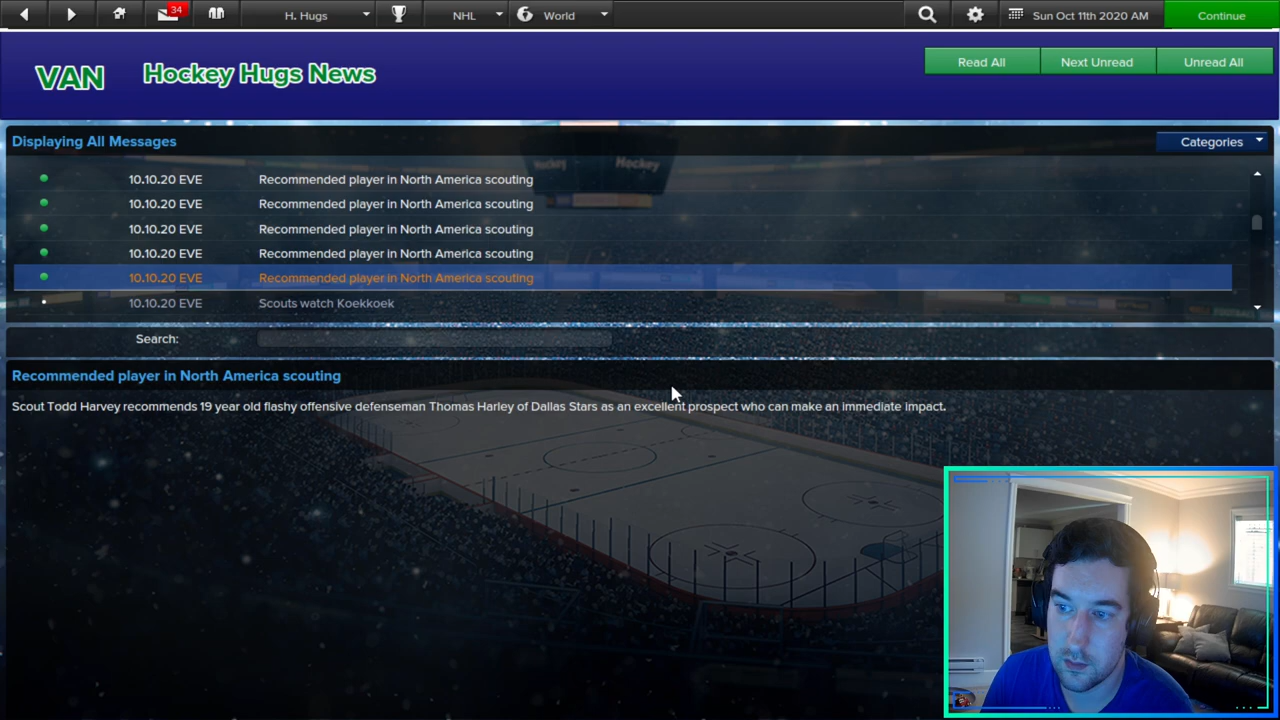 34
H. Hugs
NHL
World
Sun Oct 11th 2020 AM
Continue
VAN
Hockey Hugs News
Read All
Next Unread
Unread All
Displaying All Messages
Categories
10.10.20 EVE Recommended player in North America scouting
10.10.20 EVE Recommended player in North America scouting
10.10.20 EVE Recommended player in North America scouting
10.10.20 EVE Recommended player in North America scouting
10.10.20 EVE Recommended player in North America scouting
10.10.20 EVE Scouts watch Koekkoek
Search:
Recommended player in North America scouting
Scout Todd Harvey recommends 19 year old flashy offensive defenseman Thomas Harley of Dallas Stars as an excellent prospect who can make an immediate impact.